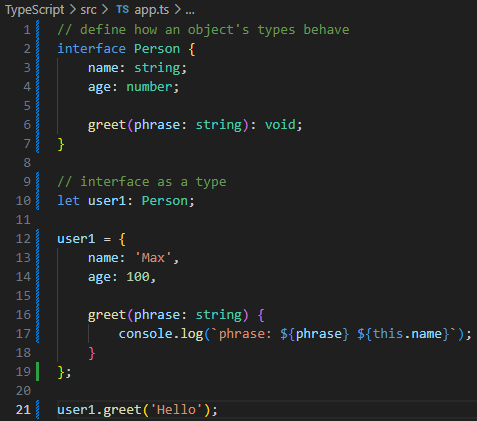 TypeScript > src > TS app.ts > ...
1 // define how an object's types behave
2 interface Person {
3     name: string;
4     age: number;
5
6     greet(phrase: string): void;
7 }
8
9 // interface as a type
10 let user1: Person;
11
12 user1 = {
13     name: 'Max',
14     age: 100,
15
16     greet(phrase: string) {
17         console.log(`phrase: ${phrase} ${this.name}`);
18     }
19 };
20
21 user1.greet('Hello');